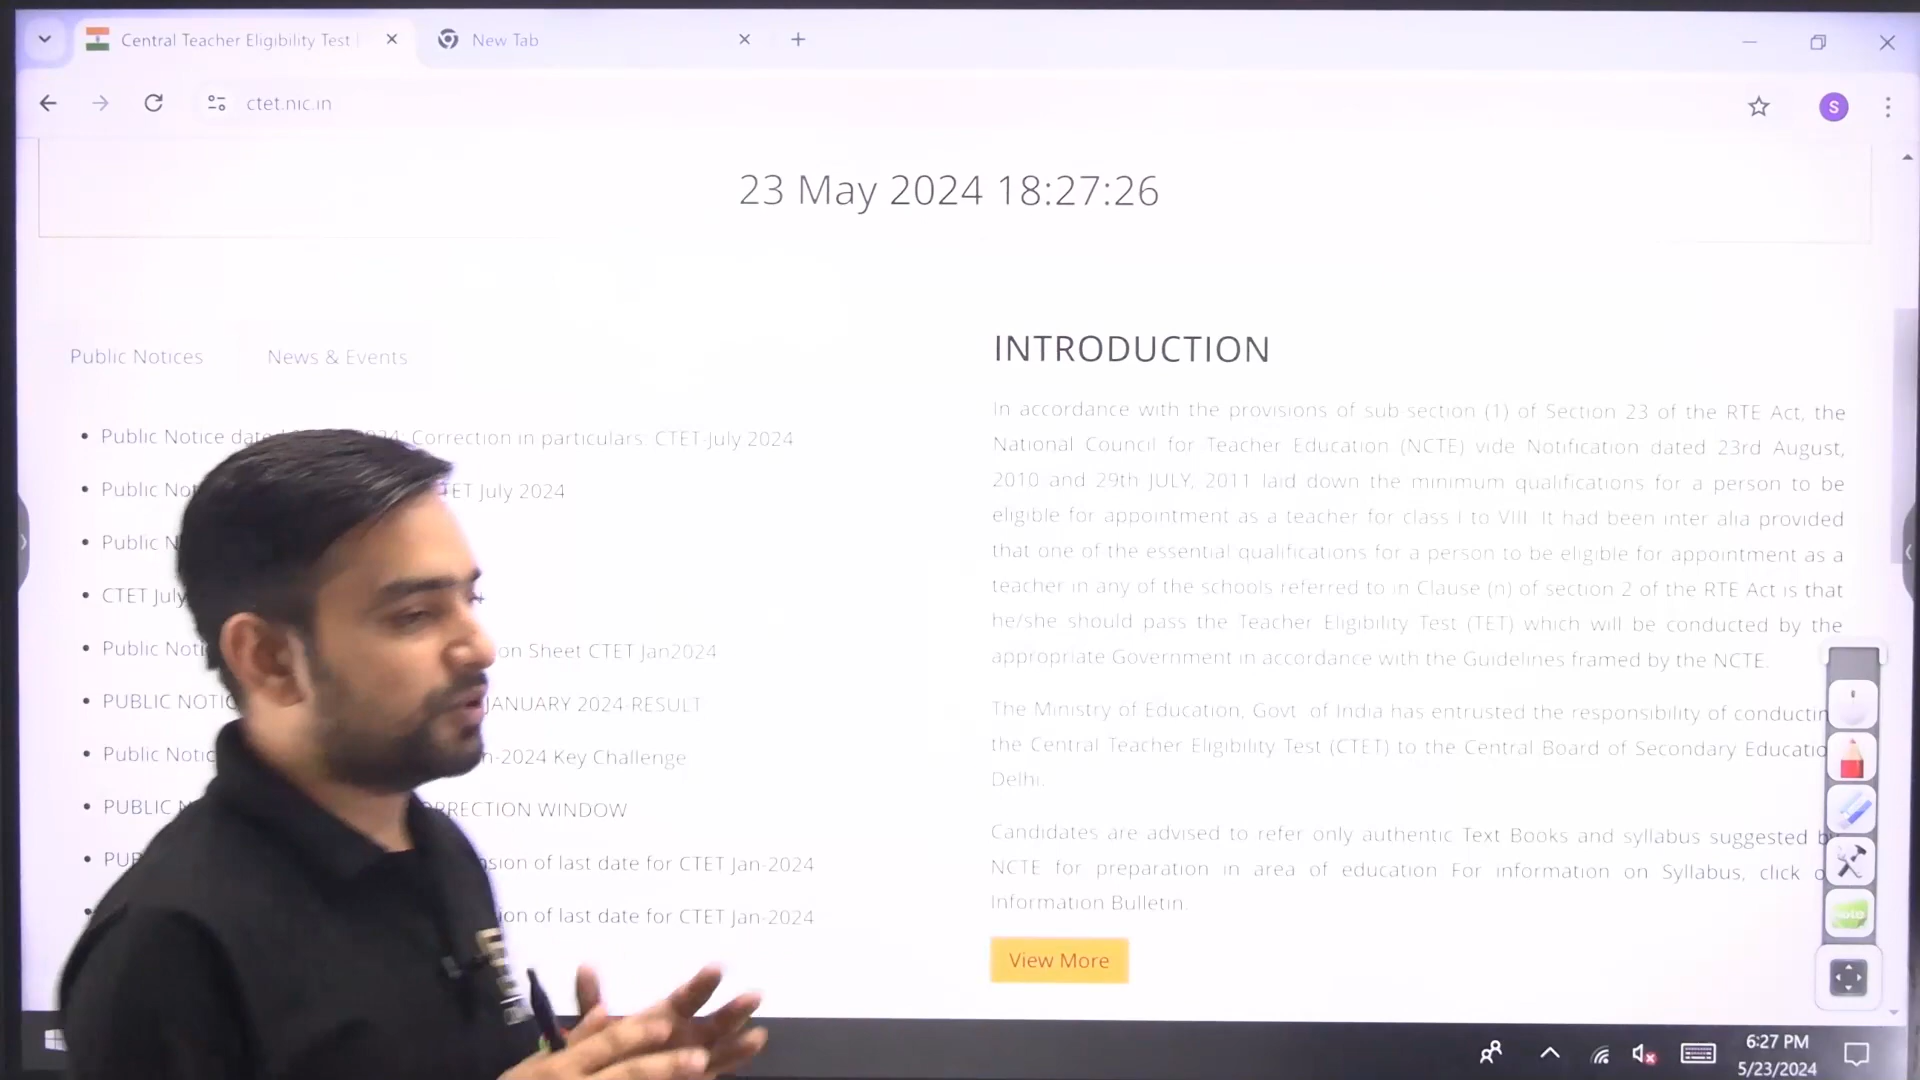 Central Teacher Eligibility Test
New Tab
ctet.nic.in
S
23 May 2024 18:27:26
Public Notices
News & Events
Public Notice Correction in particulars CTET-July 2024
Public July 2024
Public
CTET July
Public on Sheet CTET Jan2024
PUBLIC JANUARY 2024-RESULT
Public Key Challenge
PUBLIC WINDOW
of last date for CTET Jan-2024
of last date for CTET Jan-2024
INTRODUCTION
In accordance with the provisions of sub-section (1) of Section 23 of the RTE Act, the
National Council for Teacher Education (NCTE) vide Notification dated 23rd August,
2010 and 29th JULY, 2011 laid down the minimum qualifications for a person to be
eligible for appointment as a teacher for class I to VIII. It had been inter alia provided
that one of the essential qualifications for a person to be eligible for appointment as a
teacher in any of the schools referred to in Clause (n) of section 2 of the RTE Act is that
he/she should pass the Teacher Eligibility Test (TET) which will be conducted by the
appropriate Government in accordance with the Guidelines framed by the NCTE.
The Ministry of Education, Govt. of India has entrusted the responsibility of conductin
the Central Teacher Eligibility Test (CTET) to the Central Board of Secondary Educatio
Delhi.
Candidates are advised to refer only authentic Text Books and syllabus suggested b
NCTE for preparation in area of education For information on Syllabus, click o
Information Bulletin.
View More
6:27 PM
5/23/2024